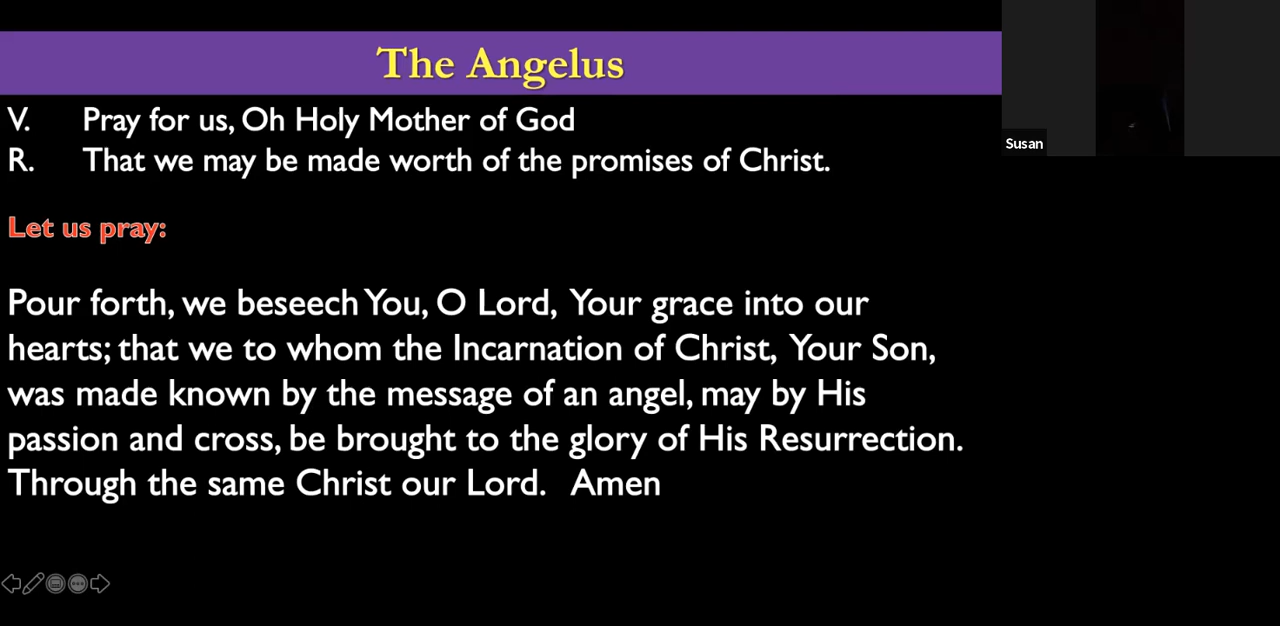 The Angelus
V. Pray for us, Oh Holy Mother of God
R. That we may be made worth of the promises of Christ.
Susan
Let us pray:
Pour forth, we beseech You, O Lord, Your grace into our
hearts; that we to whom the Incarnation of Christ, Your Son,
was made known by the message of an angel, may by His
passion and cross, be brought to the glory of His Resurrection.
Through the same Christ our Lord. Amen